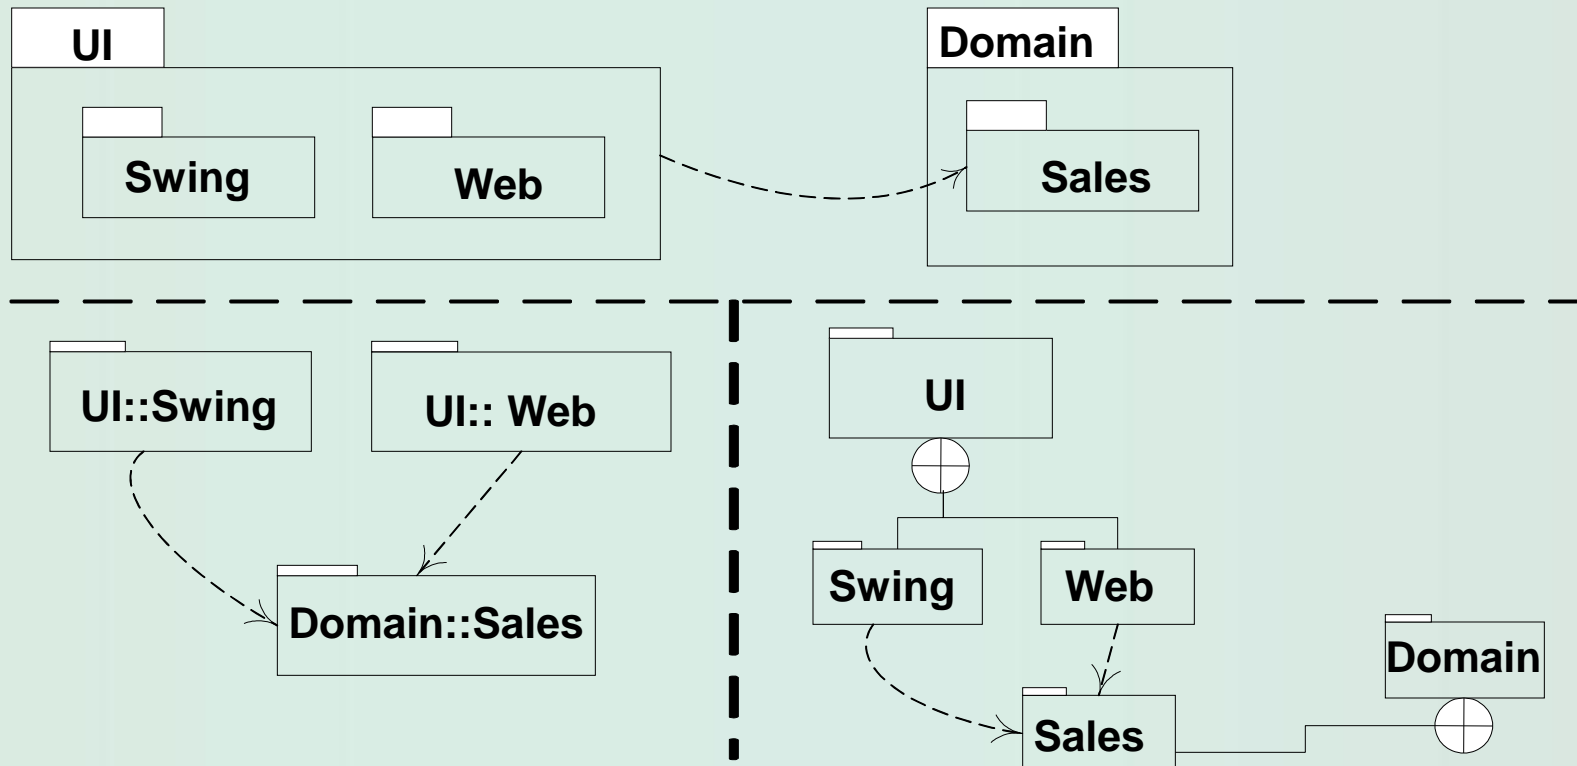 UI
Domain
Swing
Web
Sales
UI::Swing
UI:: Web
Domain::Sales
UI
Swing
Web
Domain
Sales